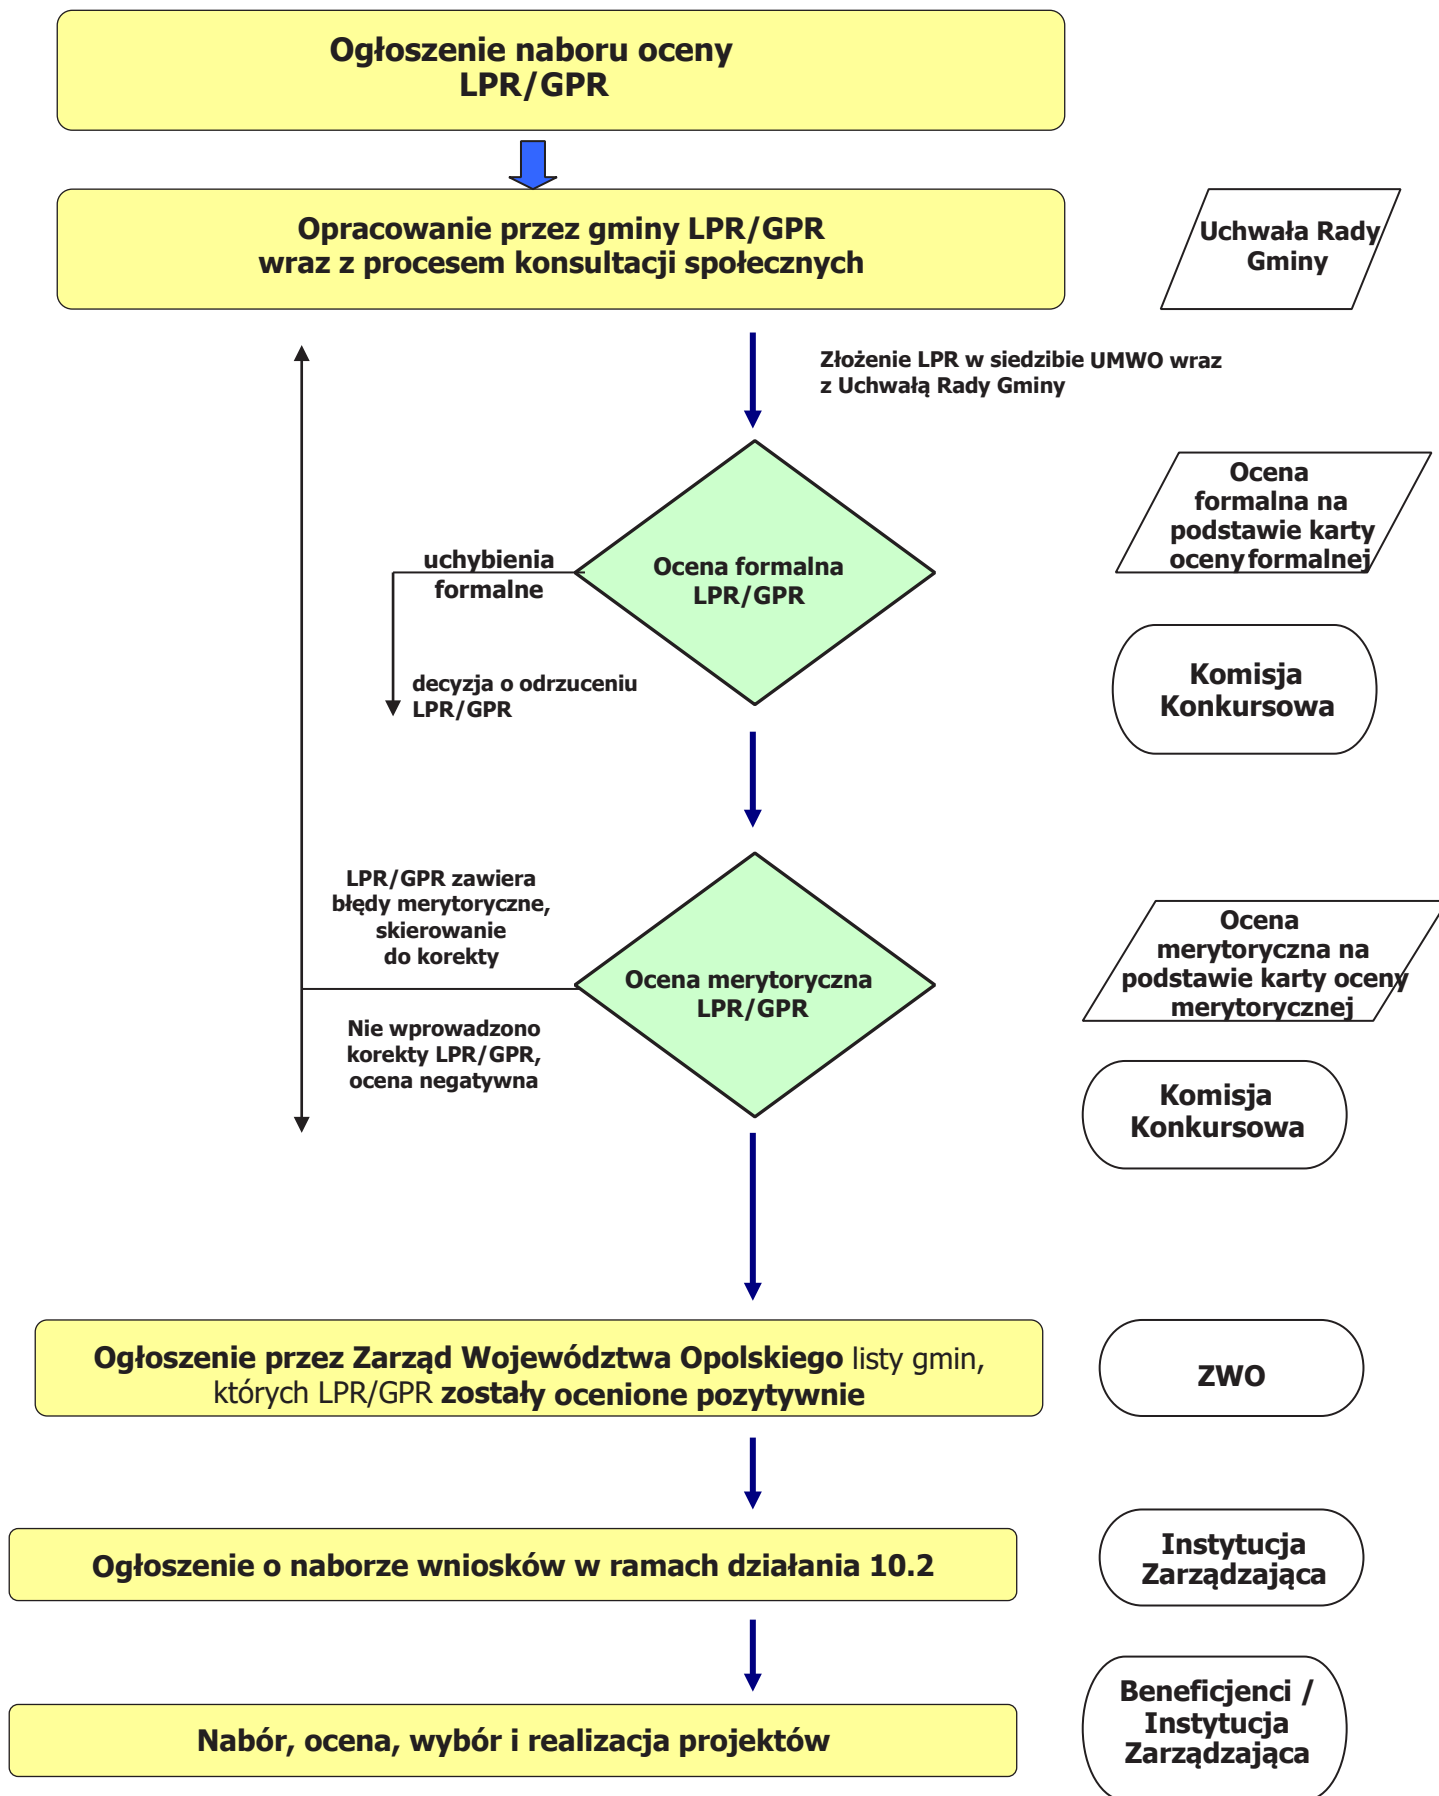 Ogłoszenie naboru oceny
LPR/GPR
Opracowanie przez gminy LPR/GPR
wraz z procesem konsultacji społecznych
Uchwała Rady
Gminy
Złożenie LPR w siedzibie UMWO wraz
z Uchwałą Rady Gminy
Ocena
formalna na
podstawie karty
oceny formalnej
uchybienia
formalne
Ocena formalna
LPR/GPR
decyzja o odrzuceniu
LPR/GPR
Komisja
Konkursowa
LPR/GPR zawiera
błędy merytoryczne,
skierowanie
do korekty
Ocena merytoryczna
LPR/GPR
Ocena
merytoryczna na
podstawie karty oceny
merytorycznej
Nie wprowadzono
korekty LPR/GPR,
ocena negatywna
Komisja
Konkursowa
Ogłoszenie przez Zarząd Województwa Opolskiego listy gmin,
których LPR/GPR zostały ocenione pozytywnie
ZWO
Ogłoszenie o naborze wniosków w ramach działania 10.2
Instytucja
Zarządzająca
Nabór, ocena, wybór i realizacja projektów
Beneficjenci /
Instytucja
Zarządzająca